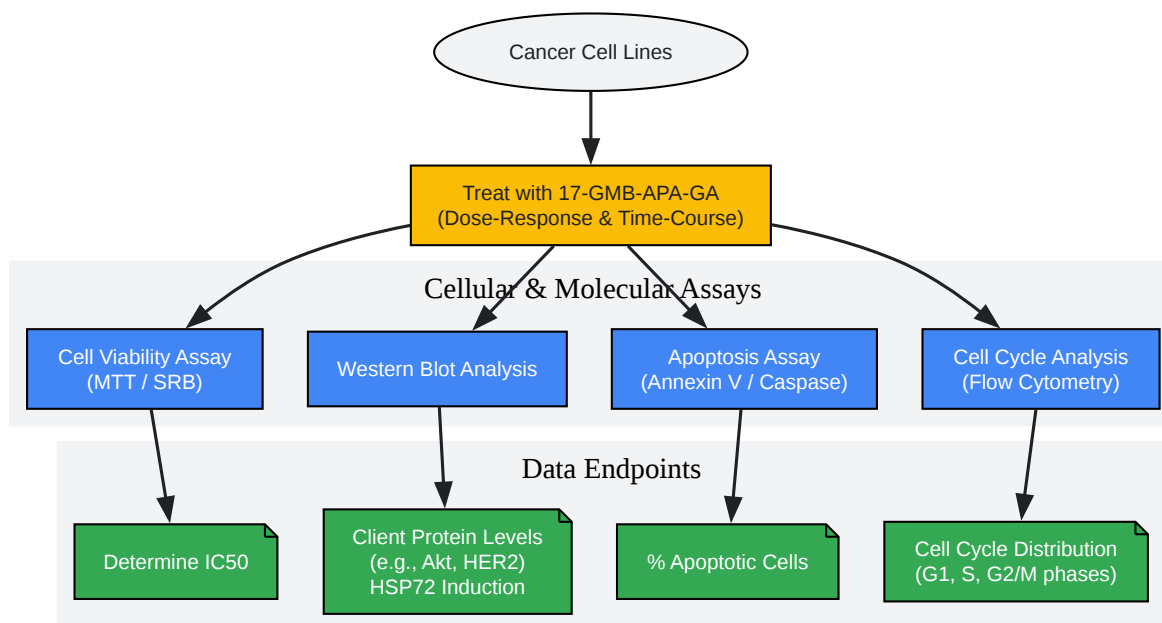 Cancer Cell Lines
Treat with 17-GMB-APA-GA
(Dose-Response & Time-Course)
Cellular & Molecular Assays
Cell Viability Assay
(MTT / SRB)
Western Blot Analysis
Apoptosis Assay
(Annexin V / Caspase)
Cell Cycle Analysis
(Flow Cytometry)
Data Endpoints
Determine IC50
Client Protein Levels
(e.g., Akt, HER2)
HSP72 Induction
% Apoptotic Cells
Cell Cycle Distribution
(G1, S, G2/M phases)